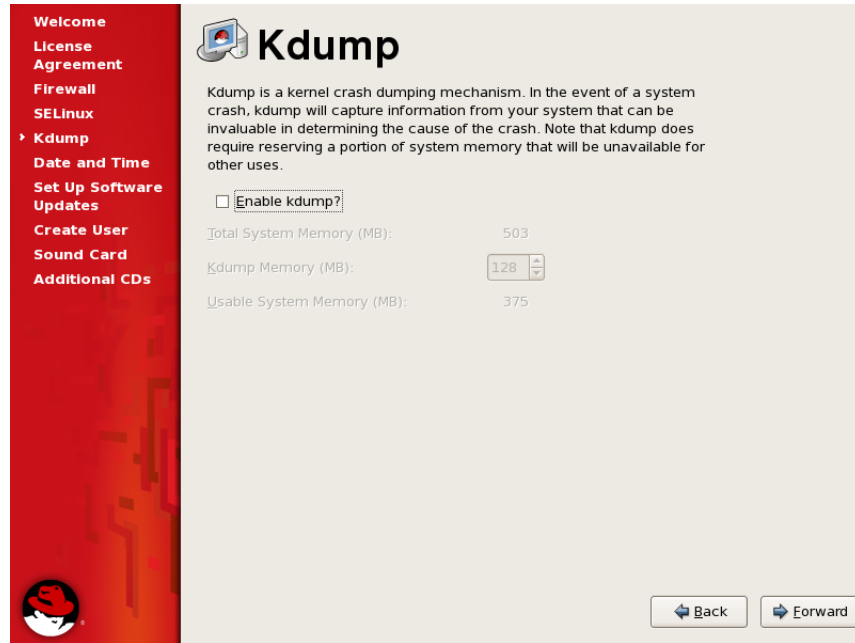 Welcome
License
Agreement
Firewall
SELinux
Kdump
Date and Time
Set Up Software
Updates
Create User
Sound Card
Additional CDs
Kdump
Kdump is a kernel crash dumping mechanism. In the event of a system
crash, kdump will capture information from your system that can be
invaluable in determining the cause of the crash. Note that kdump does
require reserving a portion of system memory that will be unavailable for
other uses.
Enable kdump?
Total System Memory (MB): 503
Kdump Memory (MB): 128
Usable System Memory (MB): 375
Back
Forward